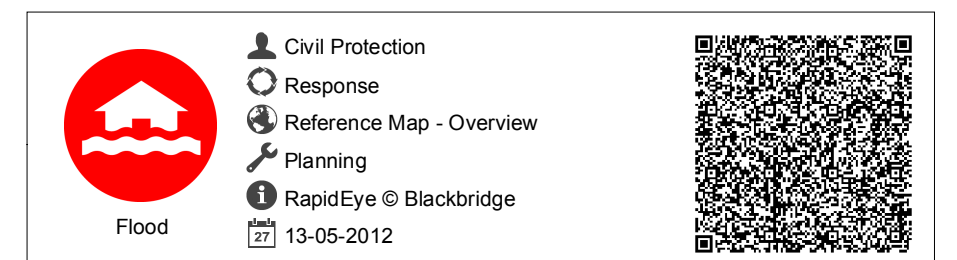 Civil Protection
Response
Reference Map - Overview
Planning
RapidEye © Blackbridge
27 13-05-2012
Flood